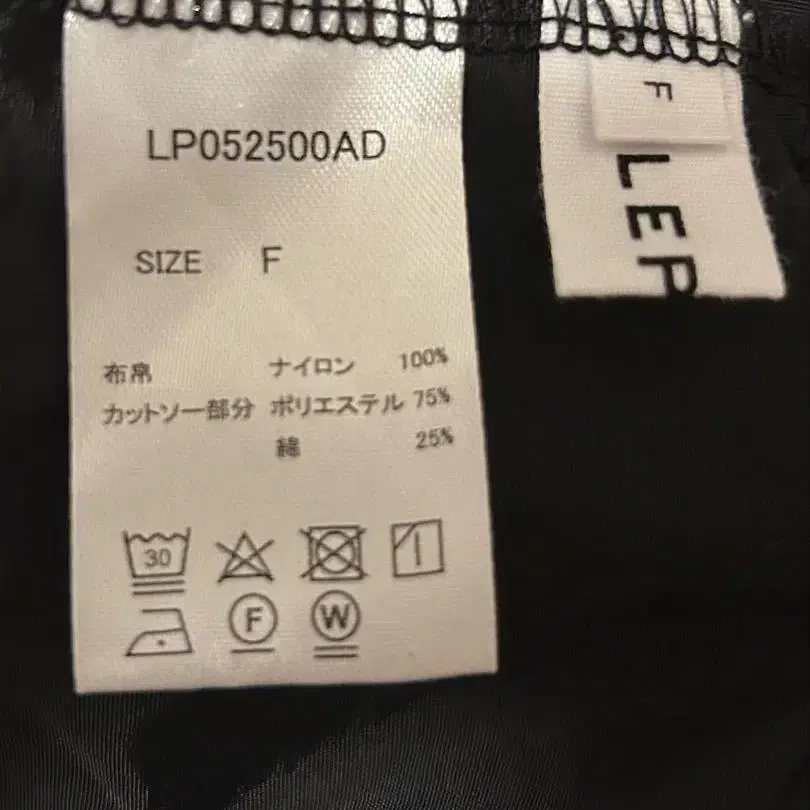 LP052500AD
SIZE F
布帛 ナイロン 100%
カットソー部分 ポリエステル 75%
綿 25%
30
F
W
F
LEP